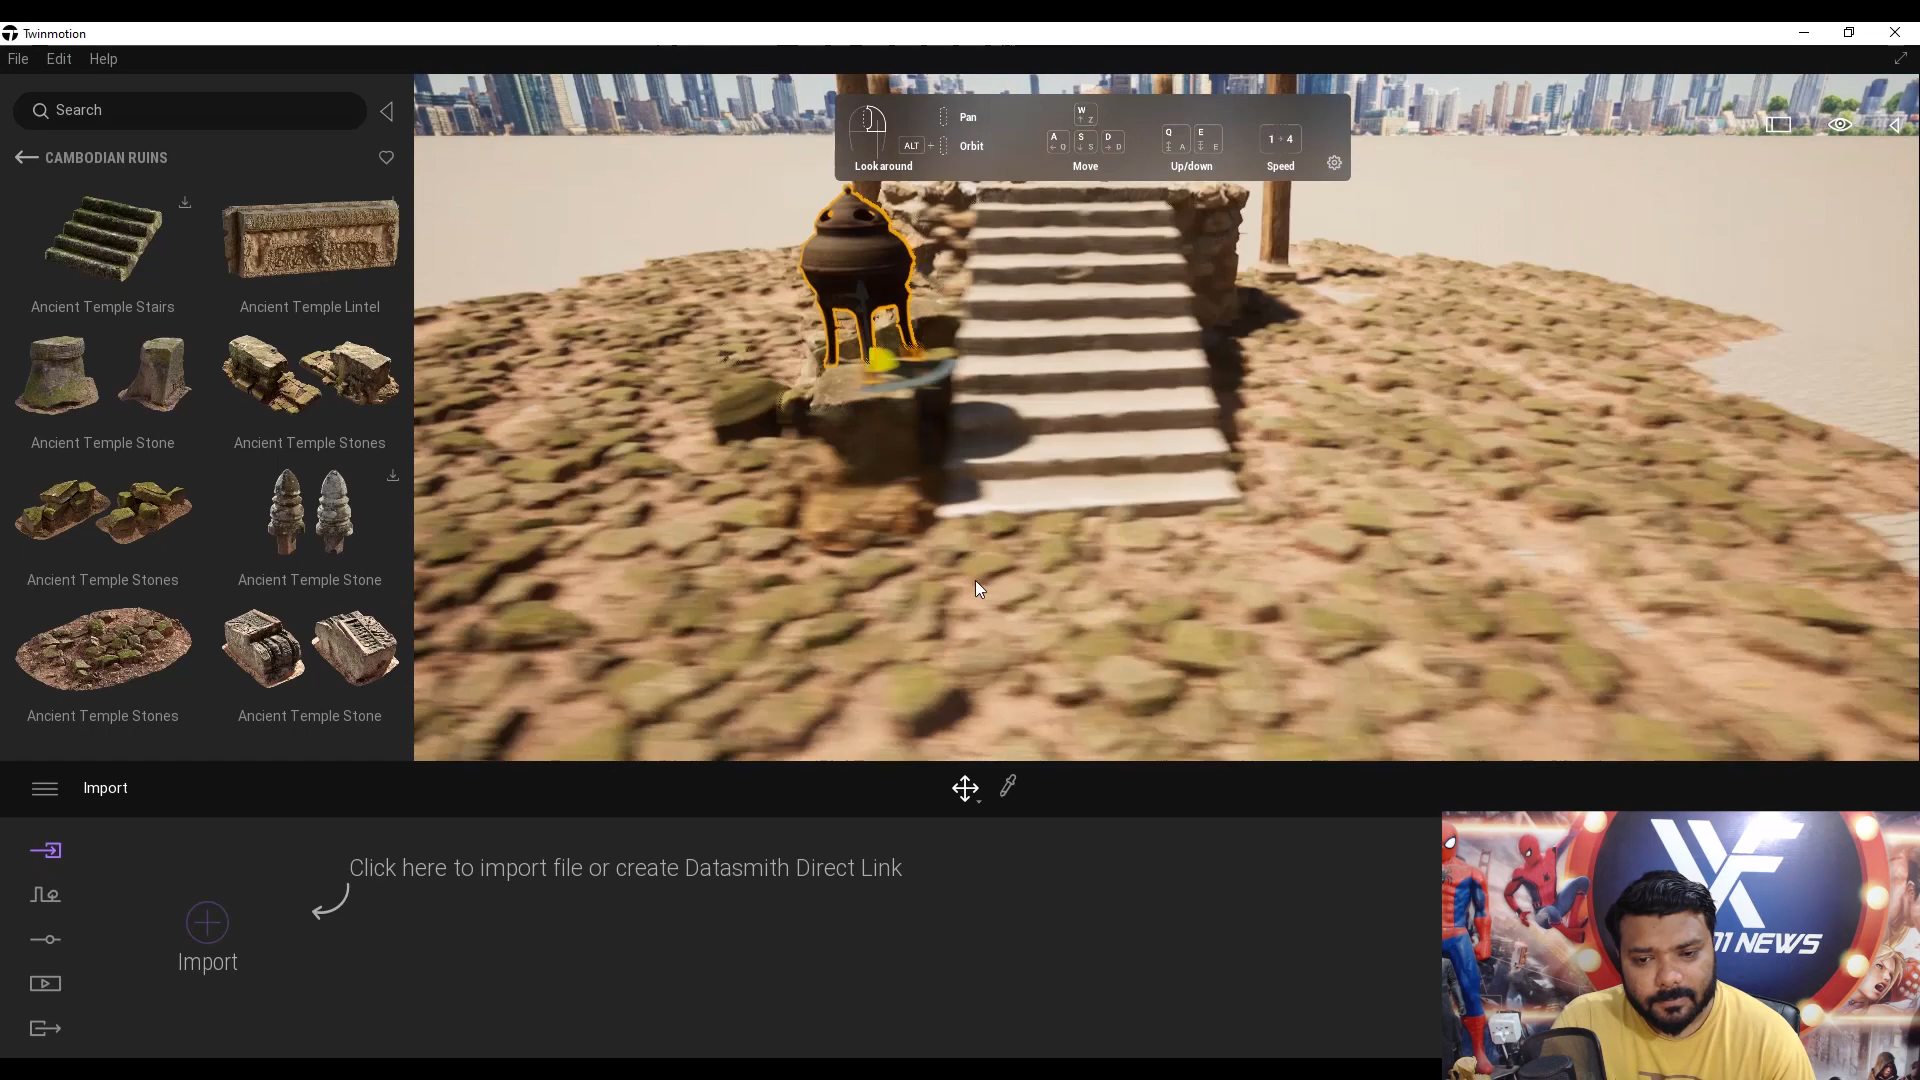 Twinmotion
File Edit Help
Search
CAMBODIAN RUINS
Ancient Temple Stairs
Ancient Temple Lintel
Ancient Temple Stone
Ancient Temple Stones
Ancient Temple Stones
Ancient Temple Stone
Ancient Temple Stones
Ancient Temple Stone
Pan
ALT + Orbit
Look around
W
↑ Z
A S D
← Q ↓ S → D
Move
Q E
A E
Up/down
1 - 4
Speed
Import
Click here to import file or create Datasmith Direct Link
Import
NEWS